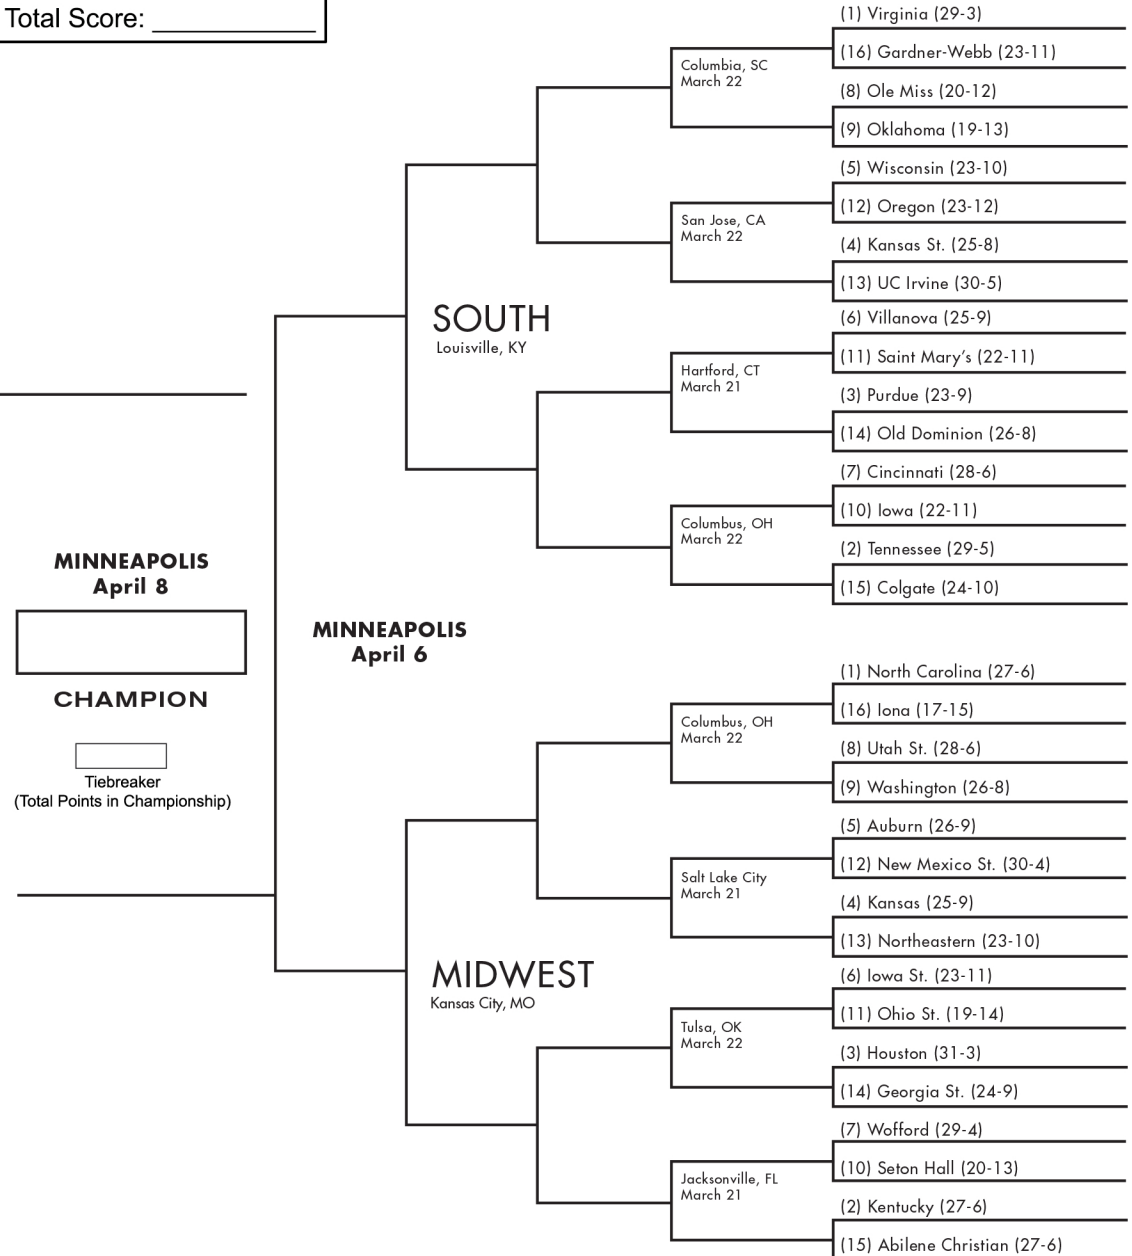 Total Score: ____________
(1) Virginia (29-3)
(16) Gardner-Webb (23-11)
Columbia, SC
March 22
(8) Ole Miss (20-12)
(9) Oklahoma (19-13)
(5) Wisconsin (23-10)
(12) Oregon (23-12)
San Jose, CA
March 22
(4) Kansas St. (25-8)
(13) UC Irvine (30-5)
SOUTH
Louisville, KY
(6) Villanova (25-9)
(11) Saint Mary's (22-11)
Hartford, CT
March 21
(3) Purdue (23-9)
(14) Old Dominion (26-8)
(7) Cincinnati (28-6)
(10) Iowa (22-11)
Columbus, OH
March 22
(2) Tennessee (29-5)
(15) Colgate (24-10)
MINNEAPOLIS
April 8
CHAMPION
Tiebreaker
(Total Points in Championship)
MINNEAPOLIS
April 6
(1) North Carolina (27-6)
(16) Iona (17-15)
Columbus, OH
March 22
(8) Utah St. (28-6)
(9) Washington (26-8)
(5) Auburn (26-9)
(12) New Mexico St. (30-4)
Salt Lake City
March 21
(4) Kansas (25-9)
(13) Northeastern (23-10)
MIDWEST
Kansas City, MO
(6) Iowa St. (23-11)
(11) Ohio St. (19-14)
Tulsa, OK
March 22
(3) Houston (31-3)
(14) Georgia St. (24-9)
(7) Wofford (29-4)
(10) Seton Hall (20-13)
Jacksonville, FL
March 21
(2) Kentucky (27-6)
(15) Abilene Christian (27-6)